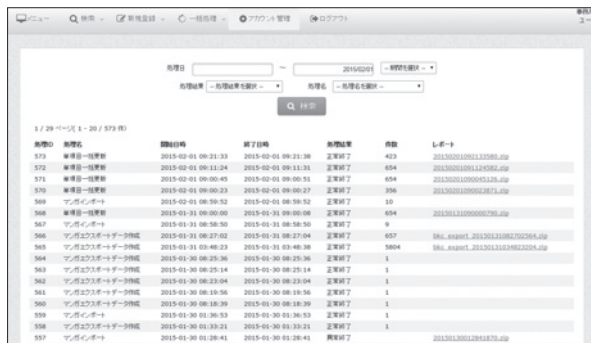 メニュー 検索 新規登録 一括処理 アカウント管理 ログアウト
処理日 ～ 2015/02/01 -- 期間を選択 --
処理結果 -- 処理結果を選択 -- 処理名 -- 処理名を選択 --
検索
1 / 29 ページ( 1 - 20 / 573 件)
処理ID 処理名 開始日時 終了日時 処理結果 件数 レポート
573 単項目一括更新 2015-02-01 09:21:33 2015-02-01 09:21:38 正常終了 423 20150201092133580.zip
572 単項目一括更新 2015-02-01 09:11:24 2015-02-01 09:11:31 正常終了 654 20150201091124582.zip
571 単項目一括更新 2015-02-01 09:00:45 2015-02-01 09:00:51 正常終了 654 20150201090045126.zip
570 単項目一括更新 2015-02-01 09:00:23 2015-02-01 09:00:27 正常終了 356 20150201090023871.zip
569 マンガインポート 2015-02-01 08:59:52 2015-02-01 08:59:52 正常終了 10
568 単項目一括更新 2015-01-31 09:00:00 2015-01-31 09:00:08 正常終了 654 20150131090000790.zip
567 マンガインポート 2015-01-31 08:58:50 2015-01-31 08:58:50 正常終了 9
566 マンガエクスポートデータ作成 2015-01-31 08:27:02 2015-01-31 08:27:04 正常終了 657 bkc_export_20150131082702564.zip
565 マンガエクスポートデータ作成 2015-01-31 03:48:23 2015-01-31 03:48:38 正常終了 5804 bkc_export_20150131034823204.zip
564 マンガエクスポートデータ作成 2015-01-30 08:25:36 2015-01-30 08:25:36 正常終了 1
563 マンガエクスポートデータ作成 2015-01-30 08:25:14 2015-01-30 08:25:14 正常終了 1
562 マンガエクスポートデータ作成 2015-01-30 08:23:04 2015-01-30 08:23:04 正常終了 1
561 マンガエクスポートデータ作成 2015-01-30 08:19:56 2015-01-30 08:19:56 正常終了 1
560 マンガエクスポートデータ作成 2015-01-30 08:18:39 2015-01-30 08:18:39 正常終了 1
559 マンガインポート 2015-01-30 01:36:53 2015-01-30 01:36:53 正常終了 1
558 マンガエクスポートデータ作成 2015-01-30 01:33:21 2015-01-30 01:33:21 正常終了 1
557 マンガインポート 2015-01-30 01:28:41 2015-01-30 01:28:41 異常終了 20150130012841870.zip